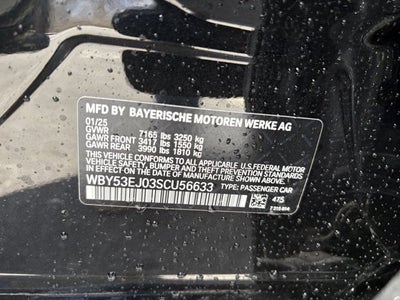 MFD BY BAYERISCHE MOTOREN WERKE AG
01/25
GVWR 7165 lbs 3250 kg
GAWR FRONT 3417 lbs 1550 kg
GAWR REAR 3990 lbs 1810 kg
THIS VEHICLE CONFORMS TO ALL APPLICABLE U.S. FEDERAL MOTOR
VEHICLE SAFETY, BUMPER, AND THEFT PREVENTION STANDARDS
IN EFFECT ON THE DATE OF MANUFACTURE SHOWN ABOVE.
WBY53EJ03SCU56633 TYPE: PASSENGER CAR
475